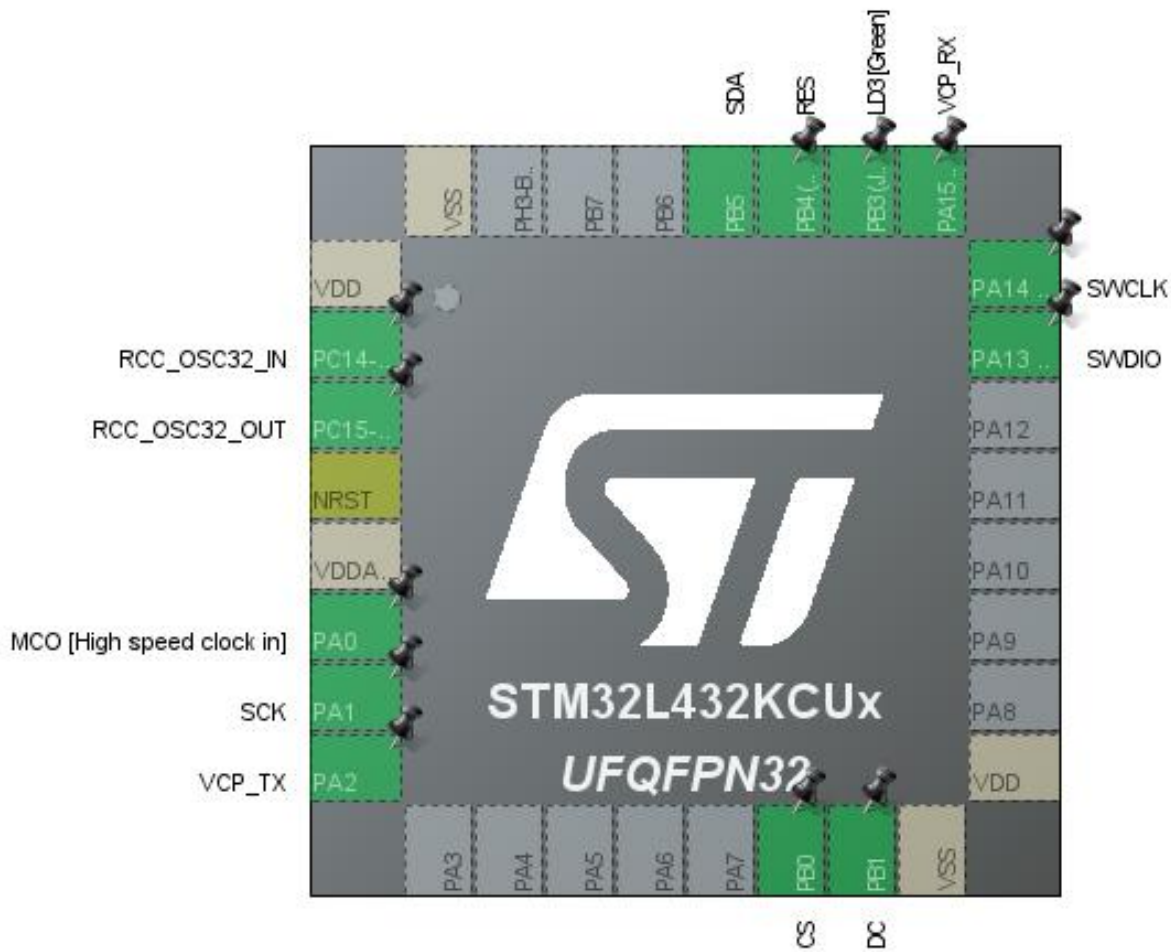 SDA
RES
LD3 [Green]
VCP_RX
VSS
PH3-B..
PB7
PB6
PB5
PB4(..
PB3(J..
PA15..
VDD
PA14 ..
SWCLK
RCC_OSC32_IN
PC14-..
PA13 ..
SWDIO
RCC_OSC32_OUT
PC15-..
PA12
NRST
PA11
VDDA..
PA10
MCO [High speed clock in]
PA0
PA9
SCK
PA1
PA8
VCP_TX
PA2
VDD
ST
STM32L432KCUx
UFQFPN32
PA3
PA4
PA5
PA6
PA7
PB0
PB1
VSS
CS
DC